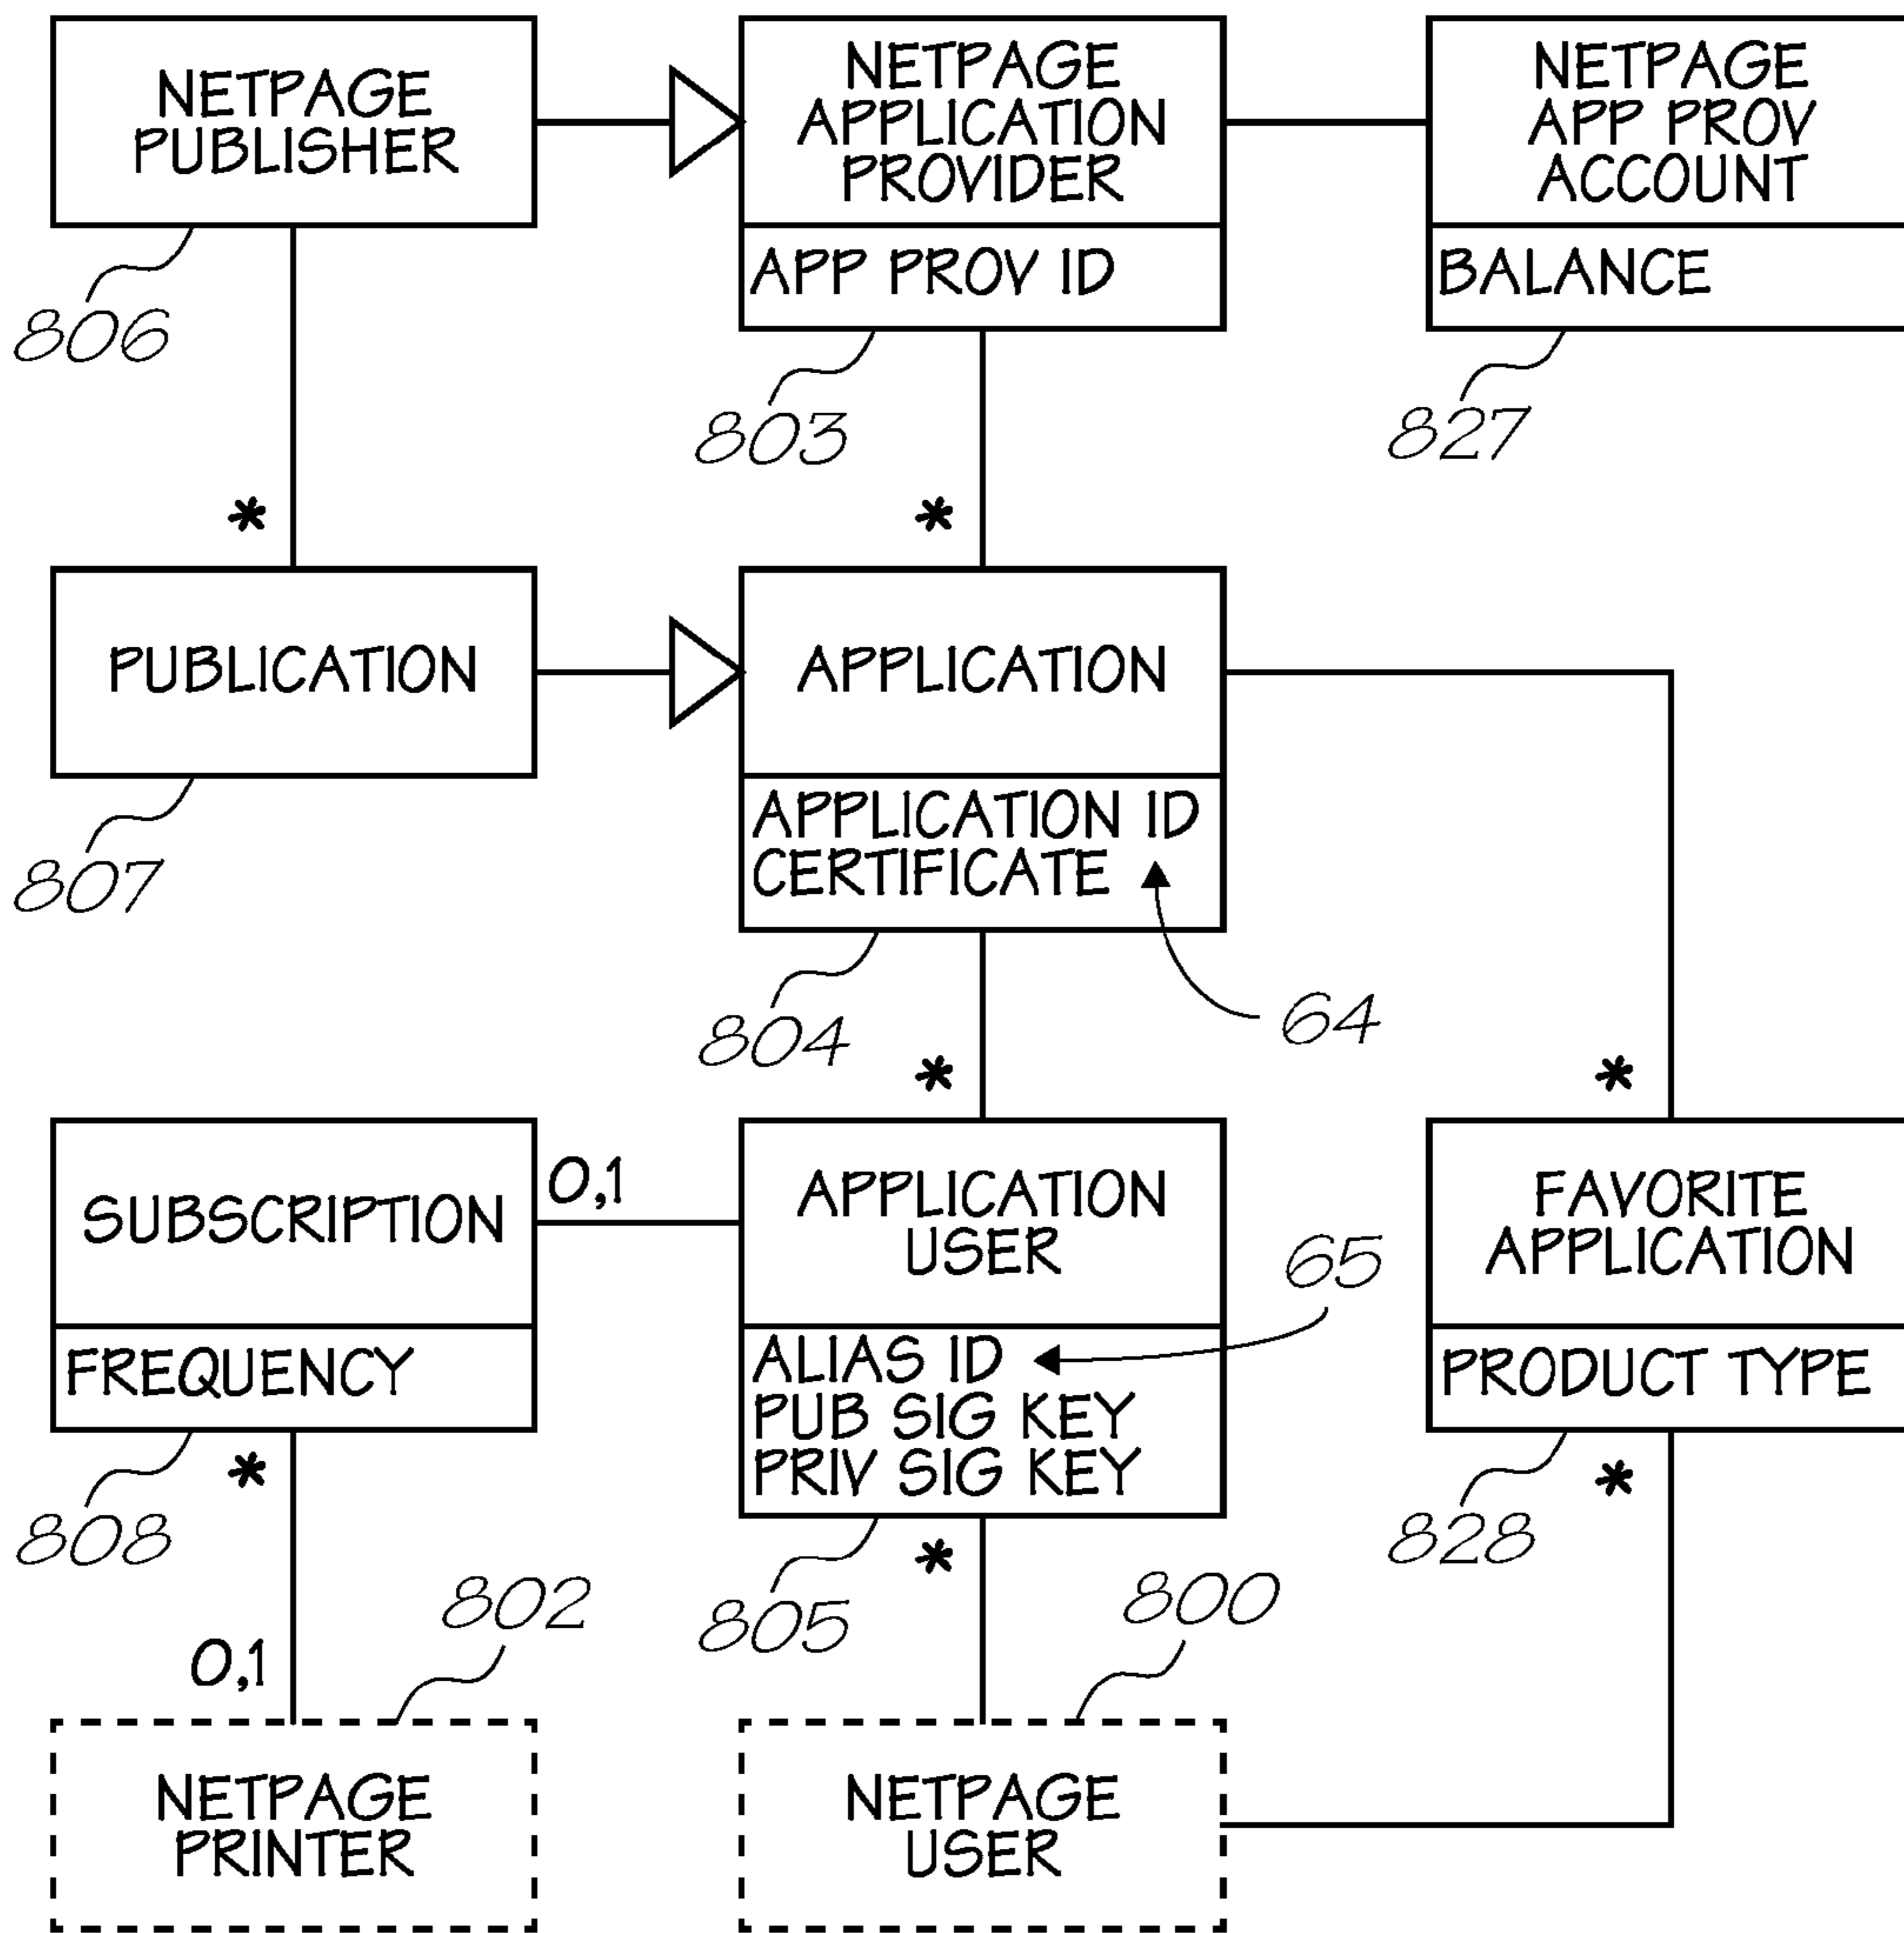 NETPAGE
PUBLISHER
NETPAGE
APPLICATION
PROVIDER
APP PROV ID
NETPAGE
APP PROV
ACCOUNT
BALANCE
806
803
827
*
*
PUBLICATION
APPLICATION
APPLICATION ID
CERTIFICATE
807
804
64
*
*
SUBSCRIPTION
FREQUENCY
0,1
APPLICATION
USER
ALIAS ID
PUB SIG KEY
PRIV SIG KEY
65
FAVORITE
APPLICATION
PRODUCT TYPE
808
*
802
805
*
800
828
*
0,1
NETPAGE
PRINTER
NETPAGE
USER